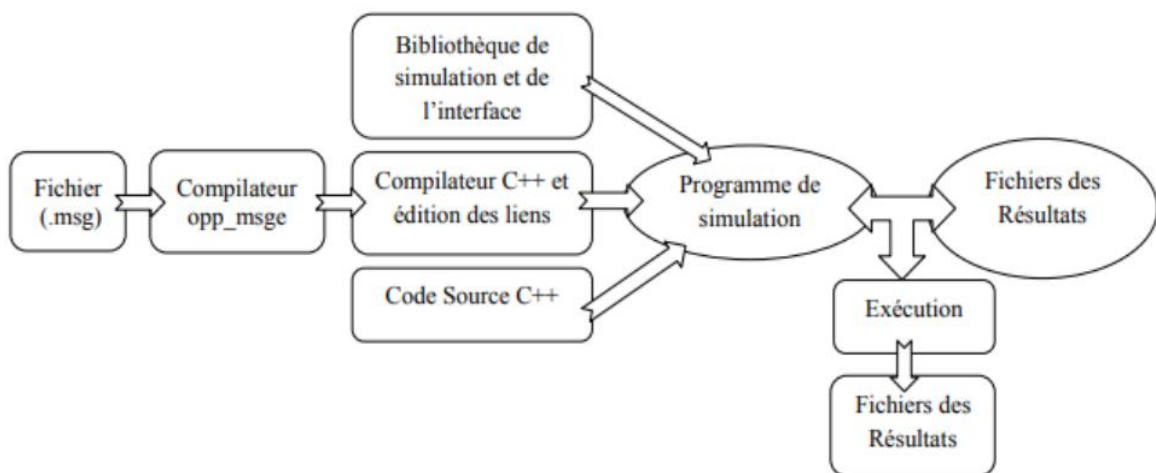 Bibliothèque de
simulation et de
l’interface
Fichier
(.msg)
Compilateur
opp_msge
Compilateur C++ et
édition des liens
Programme de
simulation
Fichiers des
Résultats
Code Source C++
Exécution
Fichiers des
Résultats